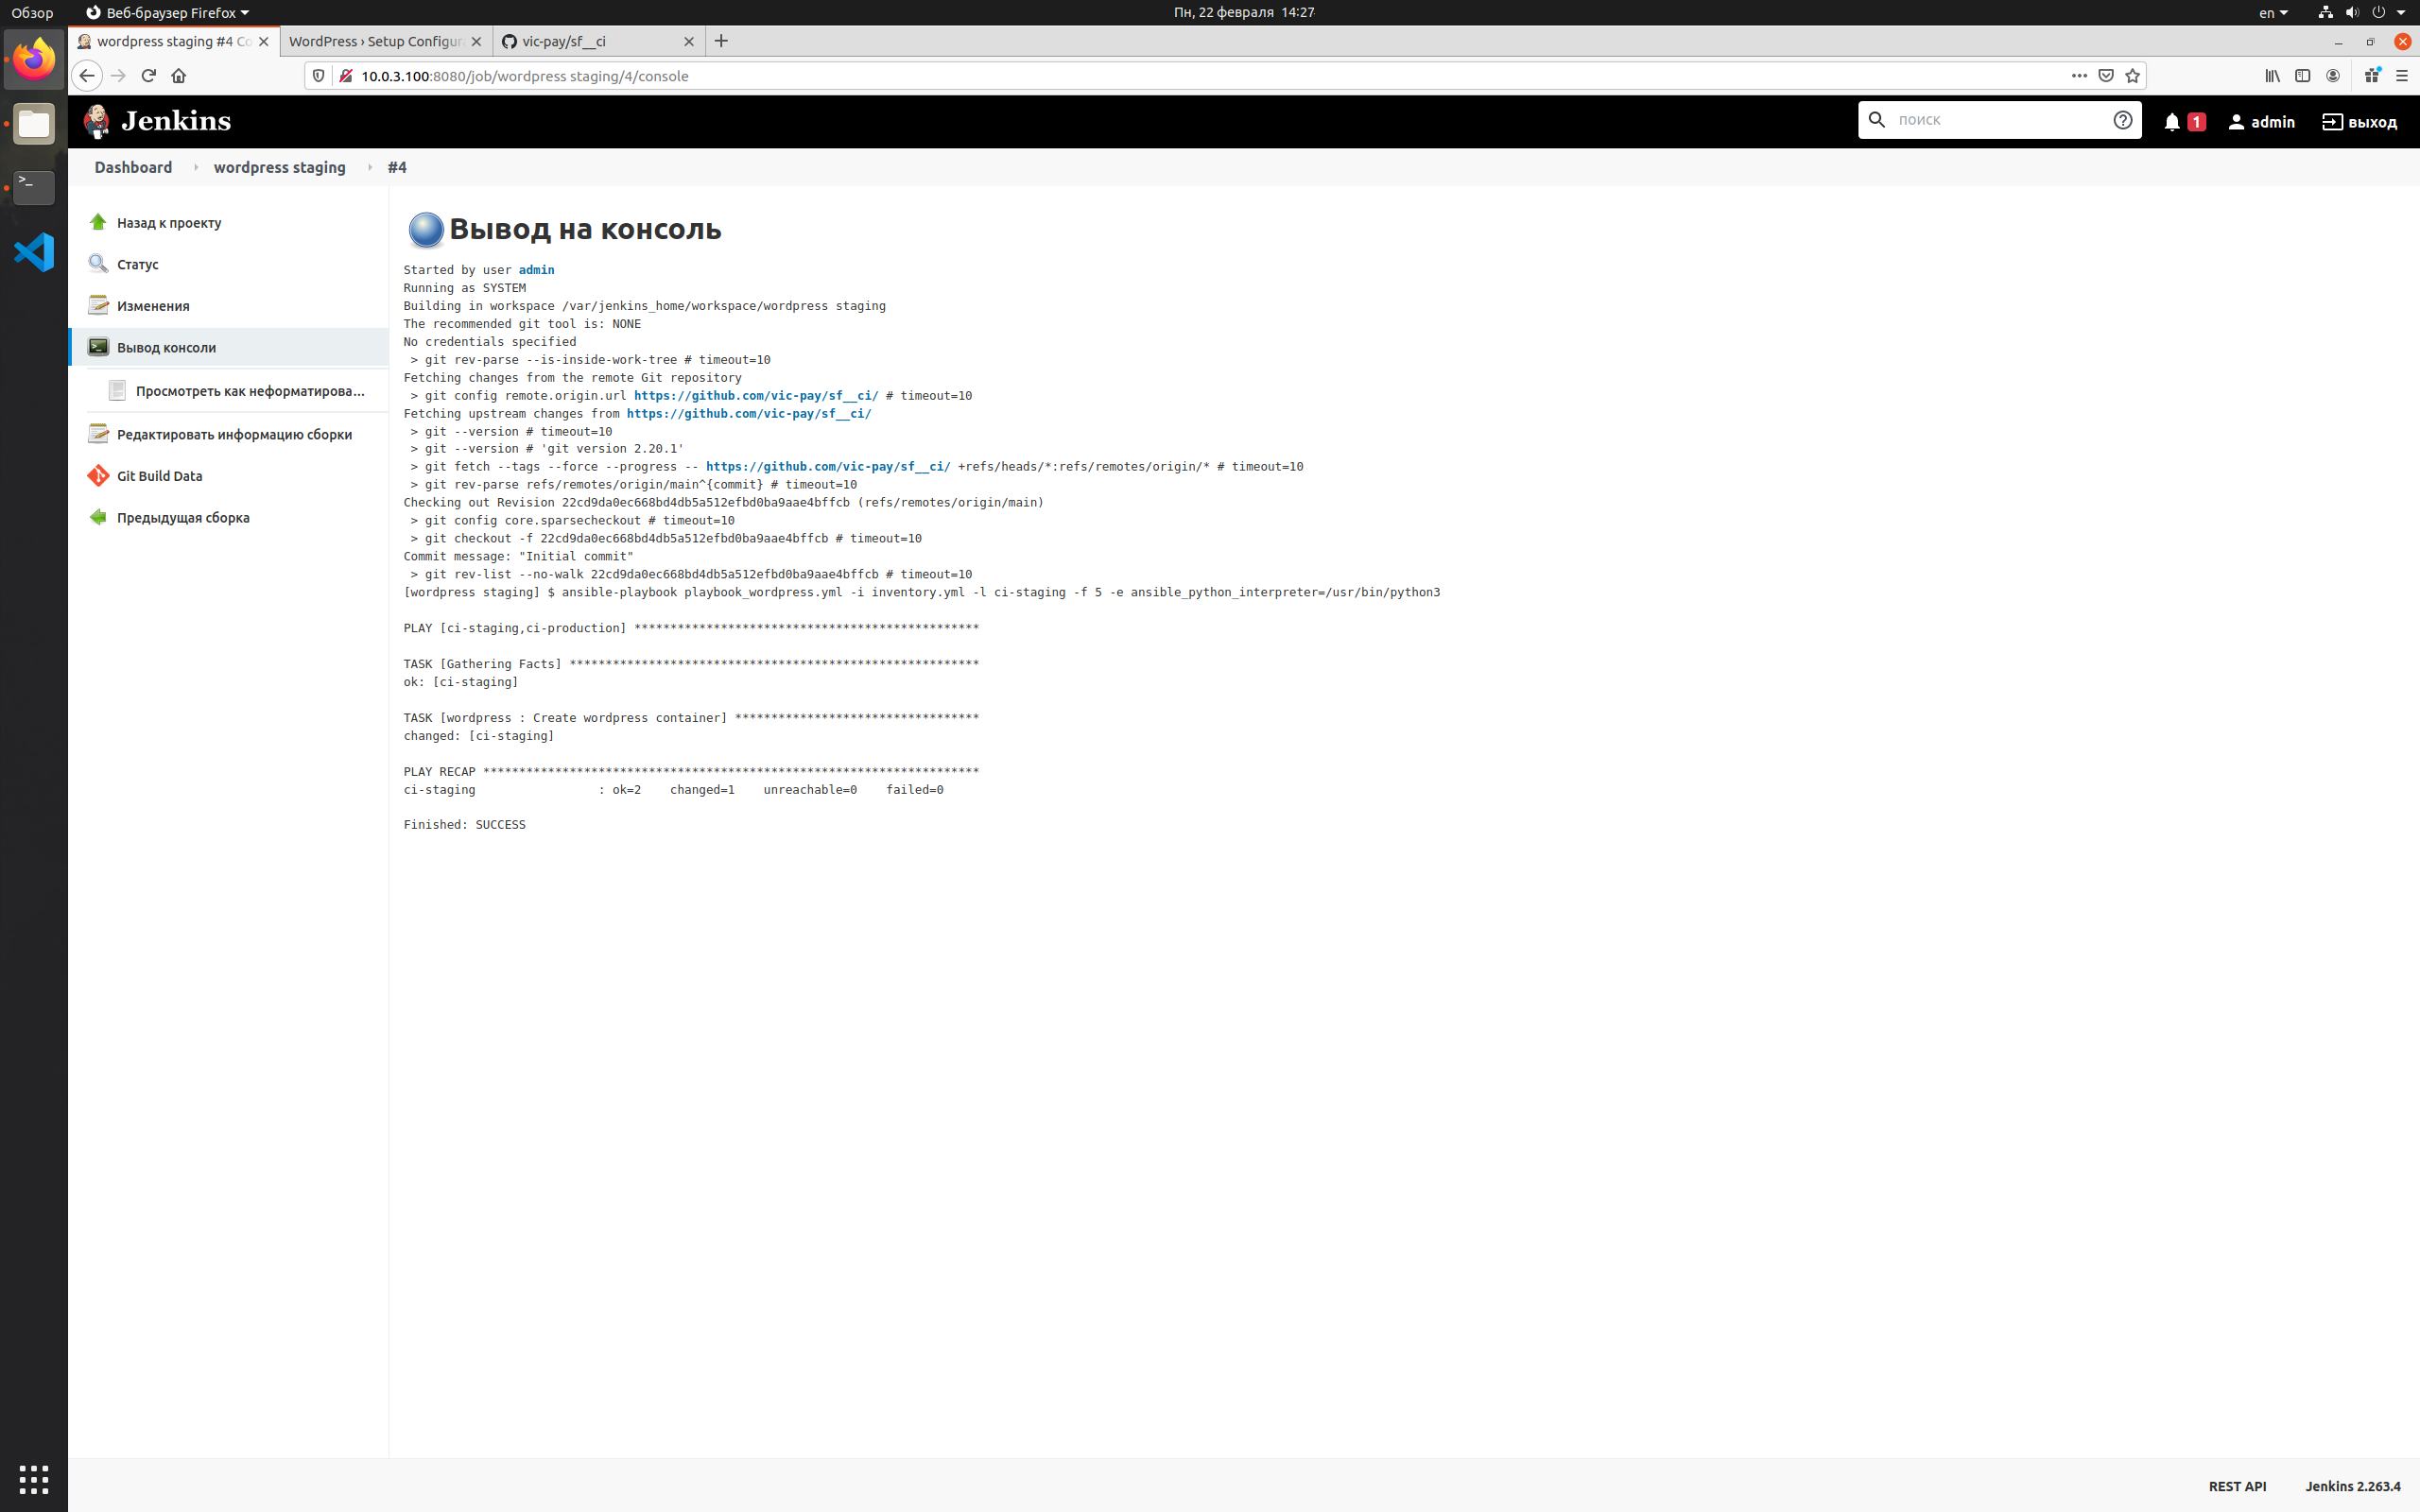 Обзор
Веб-браузер Firefox
Пн, 22 февраля 14:27
en
wordpress staging #4 Co
WordPress › Setup Configur
vic-pay/sf__ci
10.0.3.100:8080/job/wordpress staging/4/console
Jenkins
поиск
1
admin
выход
Dashboard
wordpress staging
#4
Назад к проекту
Статус
Изменения
Вывод консоли
Просмотреть как неформатирова...
Редактировать информацию сборки
Git Build Data
Предыдущая сборка
Вывод на консоль
Started by user admin
Running as SYSTEM
Building in workspace /var/jenkins_home/workspace/wordpress staging
The recommended git tool is: NONE
No credentials specified
 > git rev-parse --is-inside-work-tree # timeout=10
Fetching changes from the remote Git repository
 > git config remote.origin.url https://github.com/vic-pay/sf__ci/ # timeout=10
Fetching upstream changes from https://github.com/vic-pay/sf__ci/
 > git --version # timeout=10
 > git --version # 'git version 2.20.1'
 > git fetch --tags --force --progress -- https://github.com/vic-pay/sf__ci/ +refs/heads/*:refs/remotes/origin/* # timeout=10
 > git rev-parse refs/remotes/origin/main^{commit} # timeout=10
Checking out Revision 22cd9da0ec668bd4db5a512efbd0ba9aae4bffcb (refs/remotes/origin/main)
 > git config core.sparsecheckout # timeout=10
 > git checkout -f 22cd9da0ec668bd4db5a512efbd0ba9aae4bffcb # timeout=10
Commit message: "Initial commit"
 > git rev-list --no-walk 22cd9da0ec668bd4db5a512efbd0ba9aae4bffcb # timeout=10
[wordpress staging] $ ansible-playbook playbook_wordpress.yml -i inventory.yml -l ci-staging -f 5 -e ansible_python_interpreter=/usr/bin/python3
PLAY [ci-staging,ci-production] ************************************************
TASK [Gathering Facts] *********************************************************
ok: [ci-staging]
TASK [wordpress : Create wordpress container] **********************************
changed: [ci-staging]
PLAY RECAP *********************************************************************
ci-staging                 : ok=2    changed=1    unreachable=0    failed=0
Finished: SUCCESS
REST API
Jenkins 2.263.4